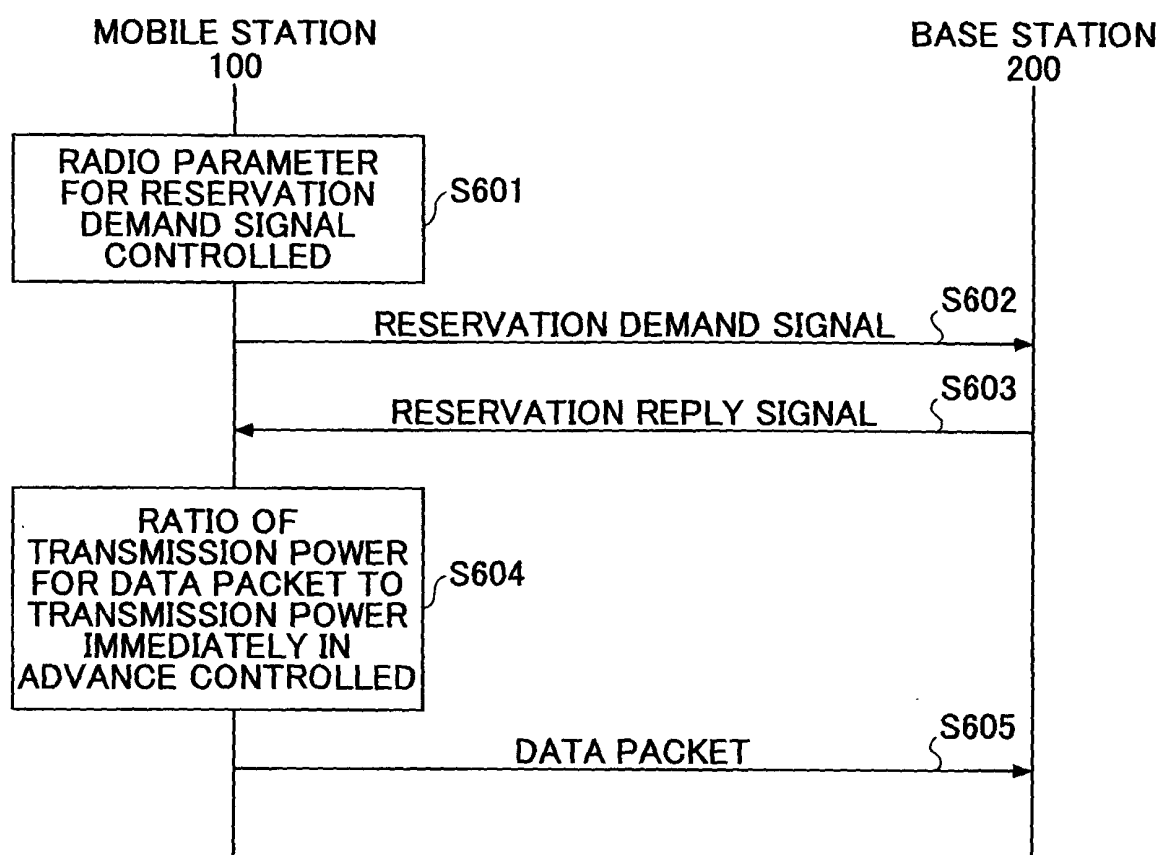 MOBILE STATION
100
BASE STATION
200
RADIO PARAMETER
FOR RESERVATION
DEMAND SIGNAL
CONTROLLED
S601
RESERVATION DEMAND SIGNAL
S602
RESERVATION REPLY SIGNAL
S603
RATIO OF
TRANSMISSION POWER
FOR DATA PACKET TO
TRANSMISSION POWER
IMMEDIATELY IN
ADVANCE CONTROLLED
S604
DATA PACKET
S605